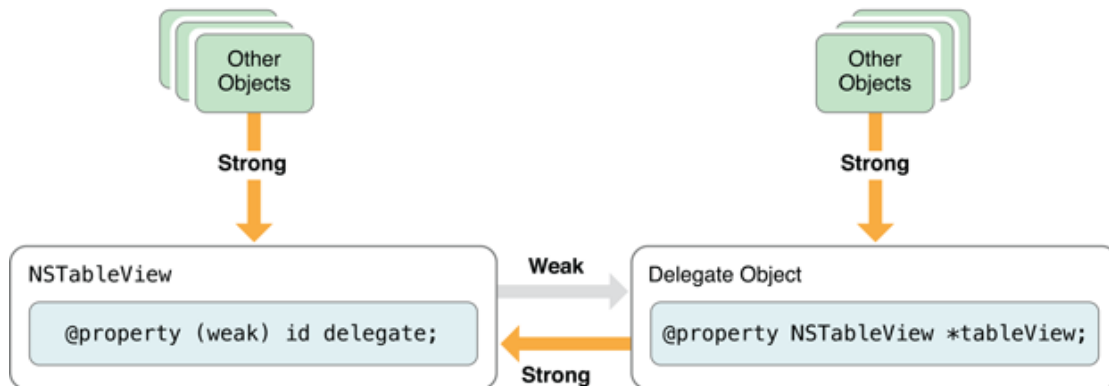 Other
Objects
Other
Objects
Strong
Strong
NSTableView
@property (weak) id delegate;
Weak
Strong
Delegate Object
@property NSTableView *tableView;